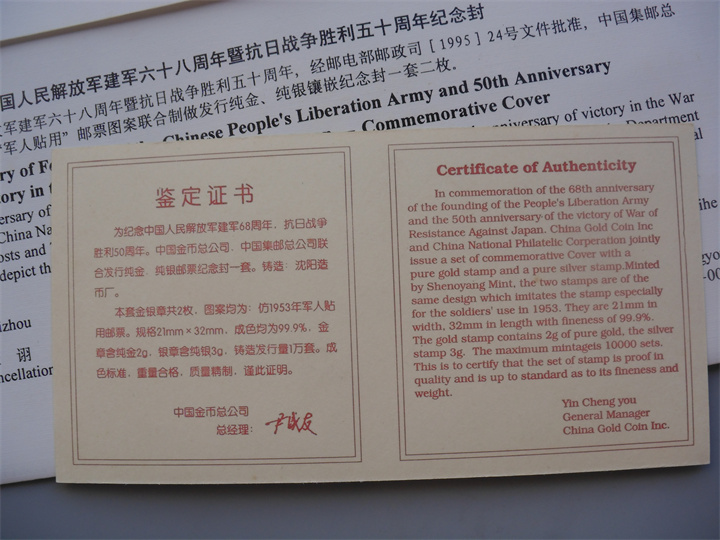 国人民解放军建军六十八周年暨抗日战争胜利五十周年纪念封
军建军六十八周年暨抗日战争胜利五十周年，经邮电部邮政司［1995］24号文件批准，中国集邮总
"军人贴用"邮票图案联合制做发行纯金、纯银镶嵌纪念封一套二枚.
Chinese People's Liberation Army and 50th Anniversary
Commemorative Cover
versary of victory in the War
Department
鉴定证书
为纪念中国人民解放军建军68周年，抗日战争
胜利50周年。中国金币总公司、中国集邮总公司联
合发行纯金、纯银邮票纪念封一套。铸造：沈阳造
币厂。
本套金银章共2枚，图案均为：仿1953年军人贴
用邮票。规格21mm×32mm，成色均为99.9%，金
章含纯金2g，银章含纯银3g，铸造发行量1万套。成
色标准，重量合格，质量精制，谨此证明。
中国金币总公司
总经理：
Certificate of Authenticity
In commemoration of the 68th anniversary
of the founding of the People's Liberation Army
and the 50th anniversary of the victory of War of
Resistance Against Japan. China Gold Coin Inc
and China National Philatelic Corperation jointly
issue a set of commemorative Cover with a
pure gold stamp and a pure silver stamp.Minted
by Shenoyang Mint, the two stamps are of the
same design which imitates the stamp especially
for the soldiers' use in 1953. They are 21mm in
width, 32mm in length with fineness of 99.9%.
The gold stamp contains 2g of pure gold, the silver
stamp 3g. The maximum mintageis 10000 sets.
This is to certify that the set of stamp is proof in
quality and is up to standard as to its fineness and
weight.
Yin Cheng you
General Manager
China Gold Coin Inc.